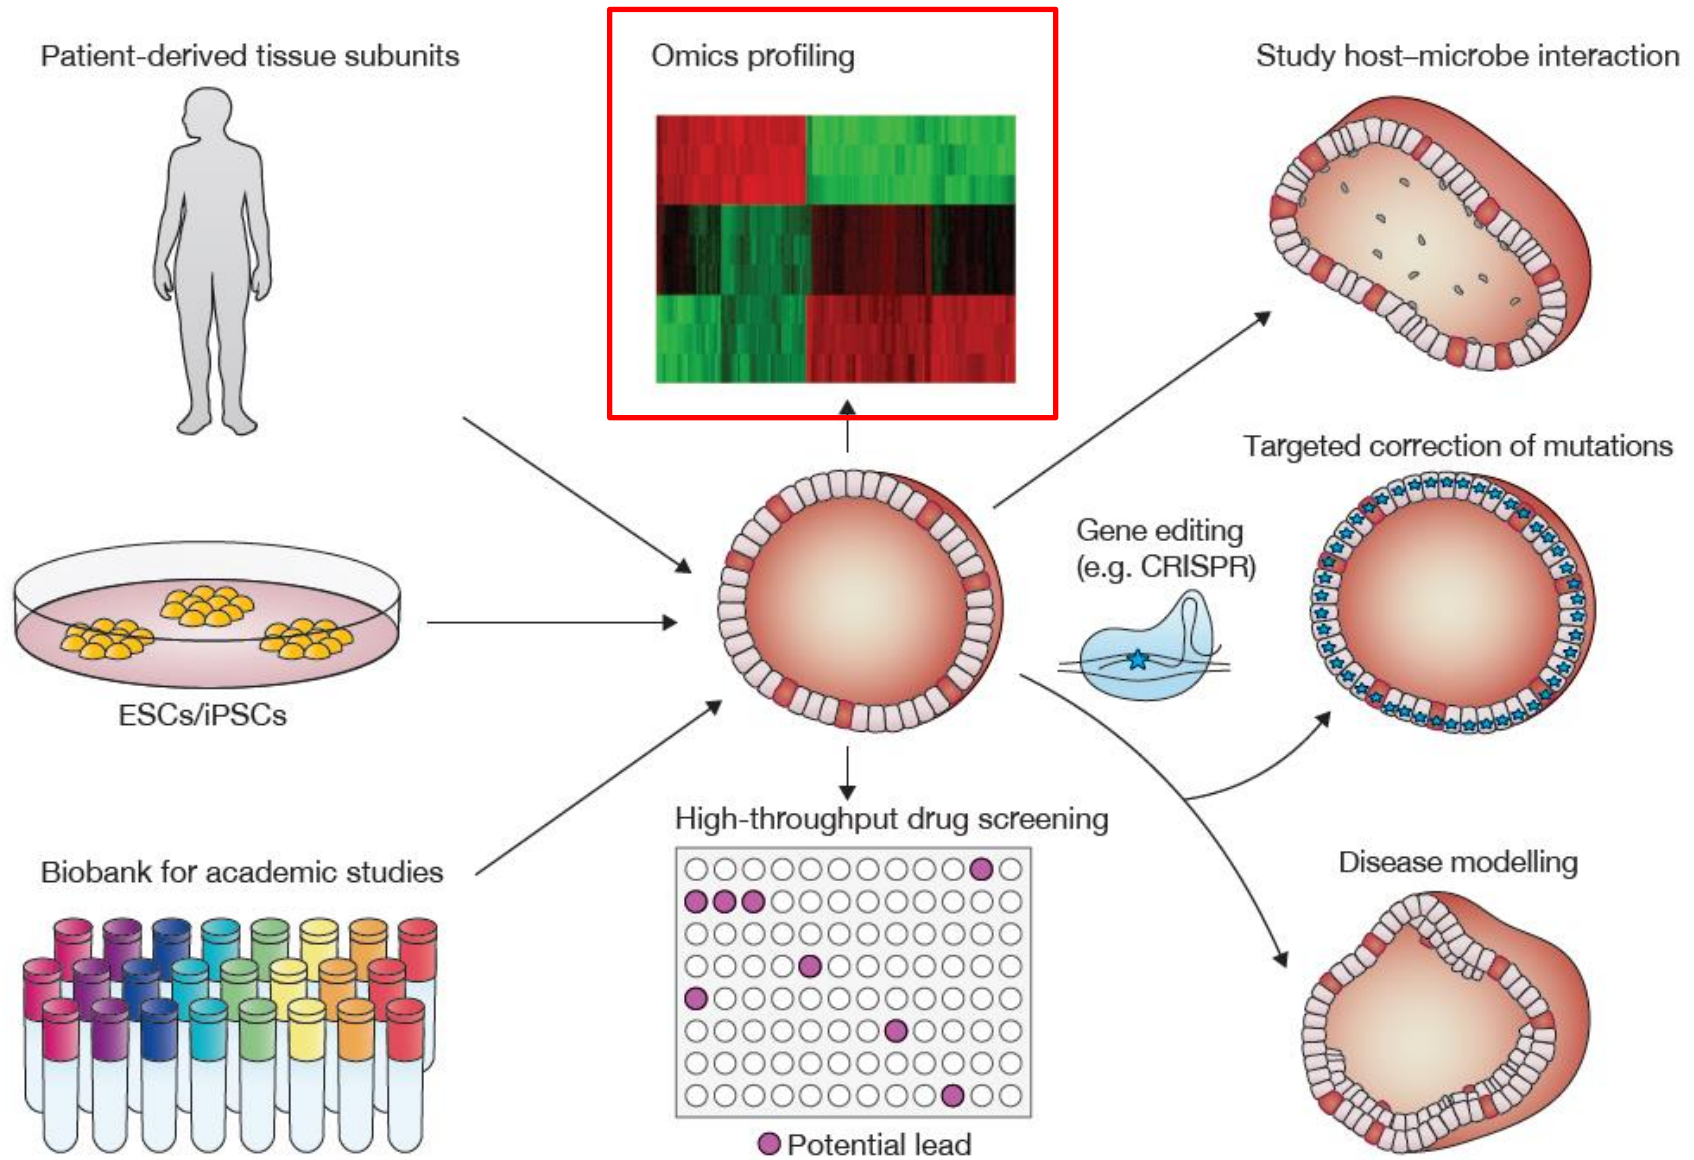 Patient-derived tissue subunits
Omics profiling
Study host–microbe interaction
Targeted correction of mutations
Gene editing
(e.g. CRISPR)
ESCs/iPSCs
High-throughput drug screening
Disease modelling
Biobank for academic studies
Potential lead